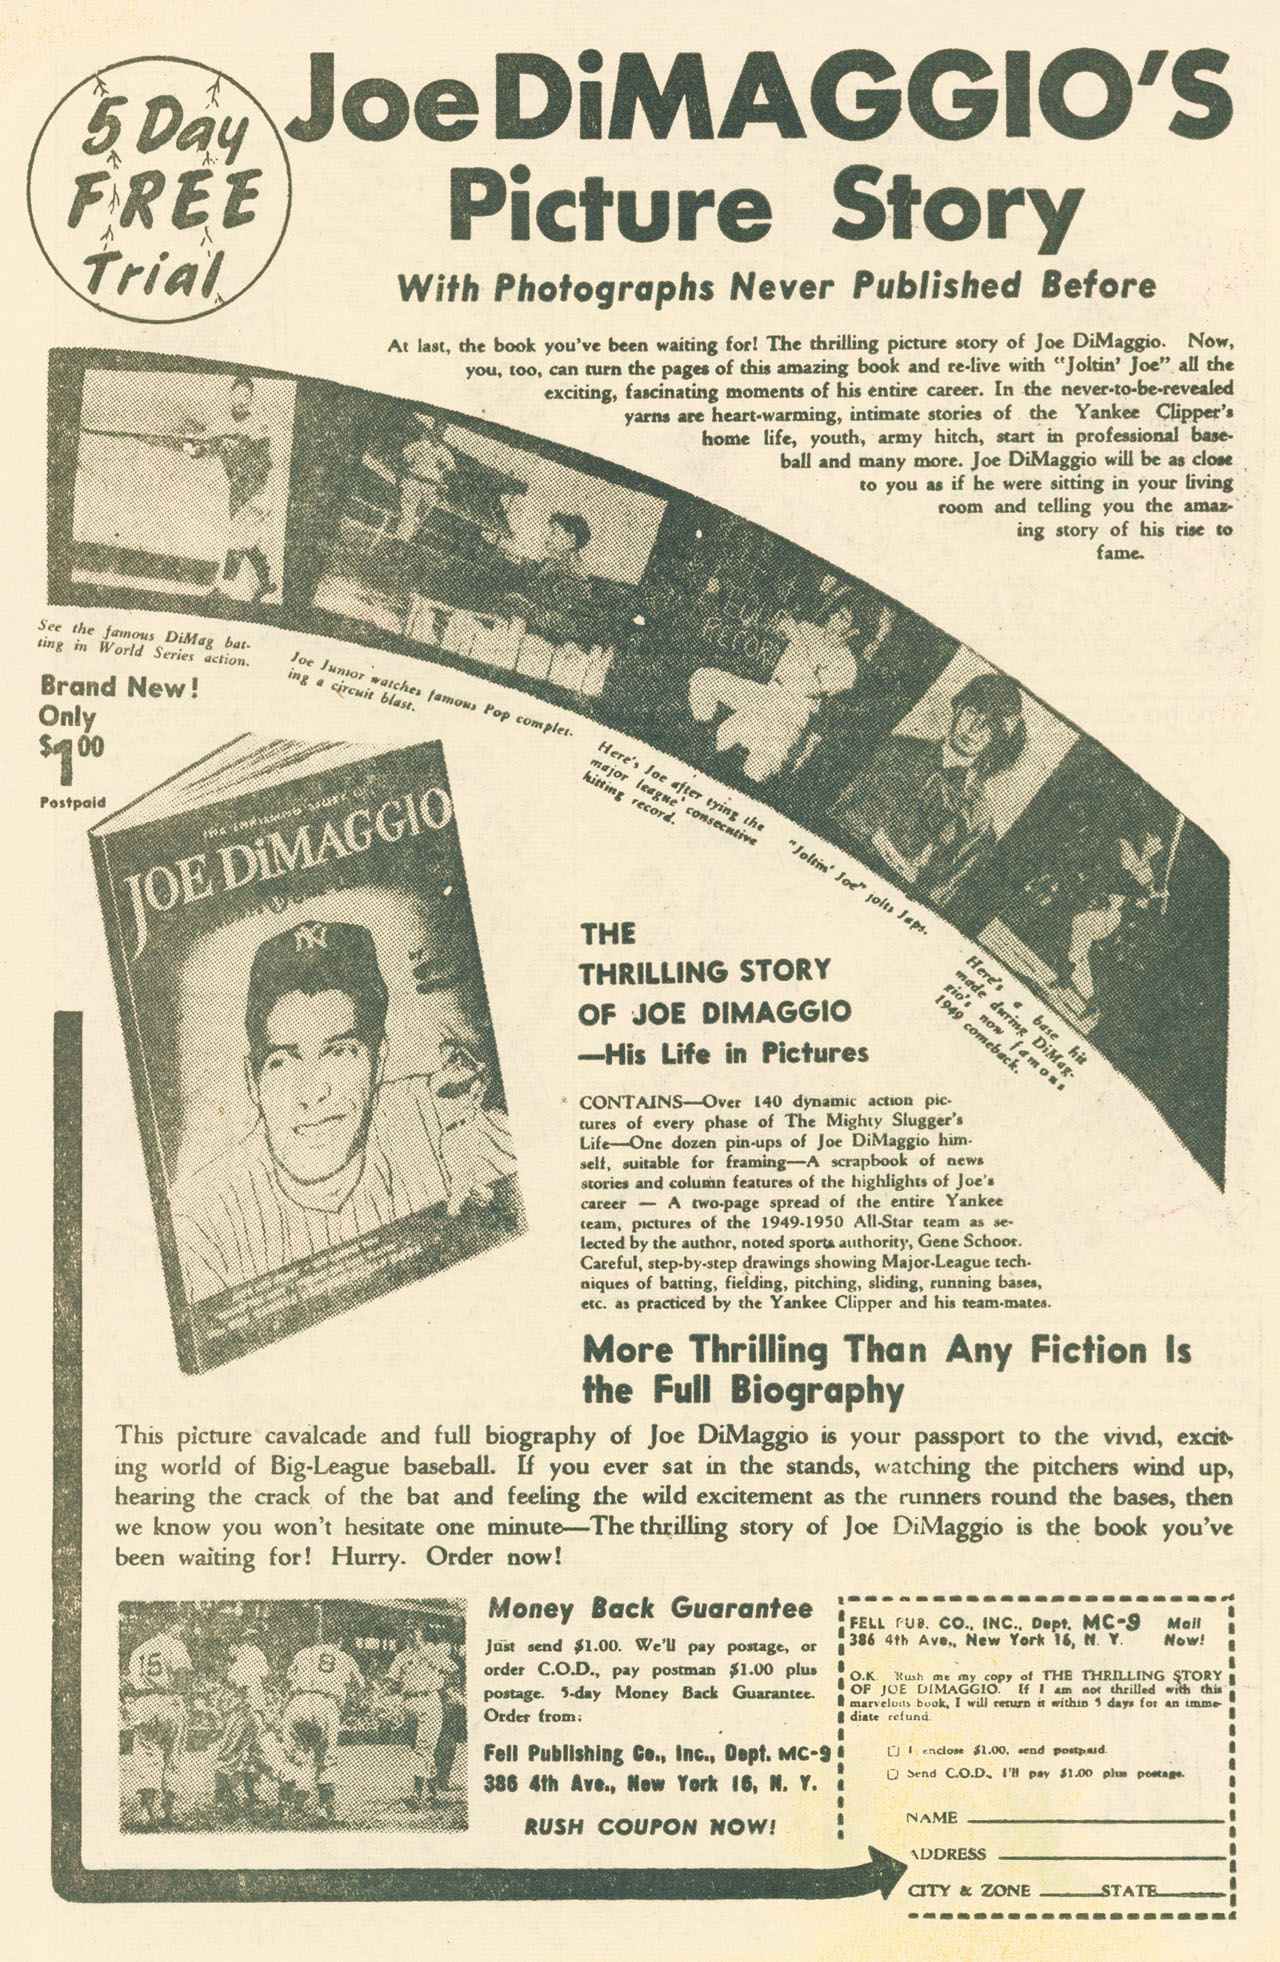 5 Day
FREE
Trial
Joe DiMAGGIO'S
Picture Story
With Photographs Never Published Before
At last, the book you've been waiting for! The thrilling picture story of Joe DiMaggio. Now,
you, too, can turn the pages of this amazing book and re-live with "Joltin' Joe" all the
exciting, fascinating moments of his entire career. In the never-to-be-revealed
yarns are heart-warming, intimate stories of the Yankee Clipper's
home life, youth, army hitch, start in professional base-
ball and many more. Joe DiMaggio will be as close
to you as if he were sitting in your living
room and telling you the amaz-
ing story of his rise to
fame.
See the famous DiMag bat-
ting in World Series action.
Joe Junior watches famous Pop complet-
ing a circuit blast.
Here's Joe after tying the
major league consecutive
hitting record.
"Joltin' Joe" jolts Japs.
Here's a base hit
made during DiMag-
gio's now famous
1949 comeback.
Brand New!
Only
$1.00
Postpaid
THE THRILLING STORY OF
JOE DiMAGGIO
NY
THE
THRILLING STORY
OF JOE DIMAGGIO
—His Life in Pictures
CONTAINS—Over 140 dynamic action pic-
tures of every phase of The Mighty Slugger's
Life—One dozen pin-ups of Joe DiMaggio him-
self, suitable for framing—A scrapbook of news
stories and column features of the highlights of Joe's
career — A two-page spread of the entire Yankee
team, pictures of the 1949-1950 All-Star team as se-
lected by the author, noted sports authority, Gene Schoor.
Careful, step-by-step drawings showing Major-League tech-
niques of batting, fielding, pitching, sliding, running bases,
etc. as practiced by the Yankee Clipper and his team-mates.
More Thrilling Than Any Fiction Is
the Full Biography
This picture cavalcade and full biography of Joe DiMaggio is your passport to the vivid, excit-
ing world of Big-League baseball. If you ever sat in the stands, watching the pitchers wind up,
hearing the crack of the bat and feeling the wild excitement as the runners round the bases, then
we know you won't hesitate one minute—The thrilling story of Joe DiMaggio is the book you've
been waiting for! Hurry. Order now!
15
8
Money Back Guarantee
Just send $1.00. We'll pay postage, or
order C.O.D., pay postman $1.00 plus
postage. 5-day Money Back Guarantee.
Order from:
Fell Publishing Co., Inc., Dept. MC-9
386 4th Ave., New York 16, N. Y.
RUSH COUPON NOW!
FELL PUB. CO., INC., Dept. MC-9 Mail
386 4th Ave., New York 16, N. Y. Now!
O.K. Rush me my copy of THE THRILLING STORY
OF JOE DIMAGGIO. If I am not thrilled with this
marvelous book, I will return it within 5 days for an imme-
diate refund.
I enclose $1.00, send postpaid.
Send C.O.D., I'll pay $1.00 plus postage.
NAME
ADDRESS
CITY & ZONE STATE